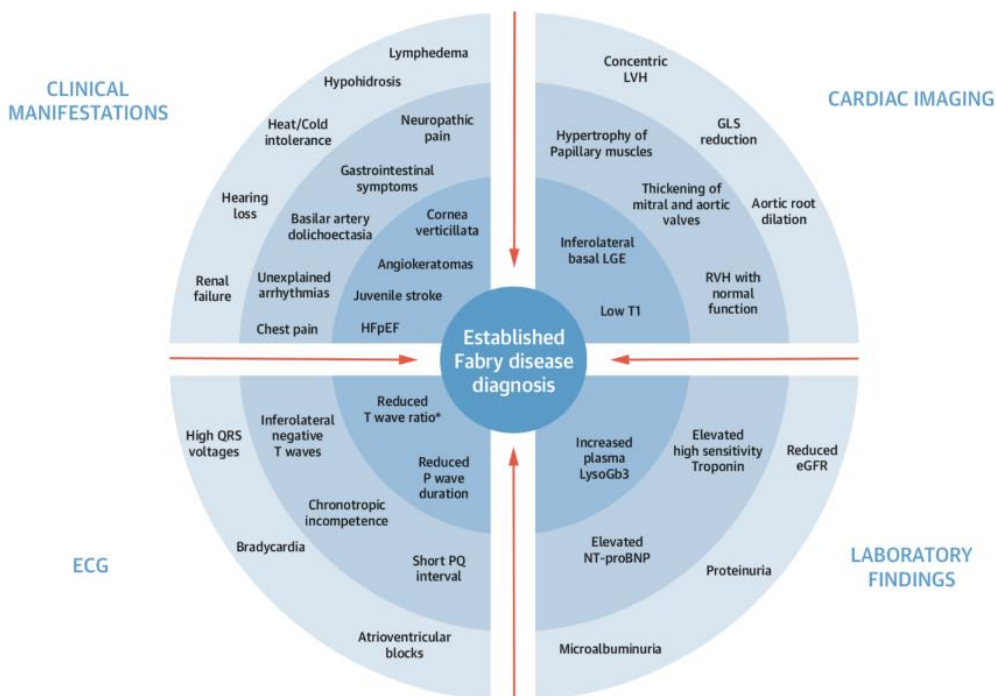 CLINICAL
MANIFESTATIONS
Lymphedema
Hypohidrosis
Heat/Cold
intolerance
Hearing
loss
Renal
failure
Neuropathic
pain
Gastrointestinal
symptoms
Basilar artery
dolichoectasia
Unexplained
arrhythmias
Chest pain
Cornea
verticillata
Angiokeratomas
Juvenile stroke
HFpEF
CARDIAC IMAGING
Concentric
LVH
GLS
reduction
Aortic root
dilation
Hypertrophy of
Papillary muscles
Thickening of
mitral and aortic
valves
RVH with
normal
function
Inferolateral
basal LGE
Low T1
Established
Fabry disease
diagnosis
ECG
High QRS
voltages
Bradycardia
Atrioventricular
blocks
Inferolateral
negative
T waves
Chronotropic
incompetence
Short PQ
interval
Reduced
T wave ratio*
Reduced
P wave
duration
LABORATORY
FINDINGS
Increased
plasma
LysoGb3
Elevated
high sensitivity
Troponin
Elevated
NT-proBNP
Reduced
eGFR
Proteinuria
Microalbuminuria